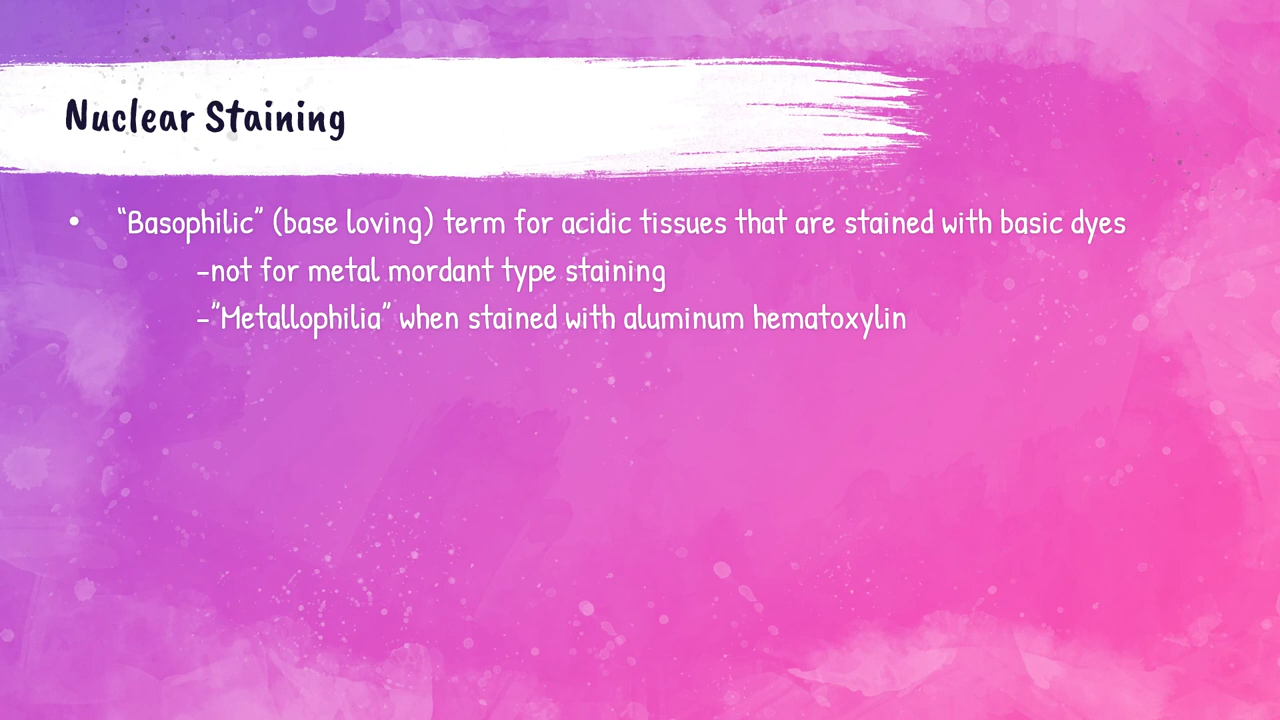 Nuclear Staining
• “Basophilic” (base loving) term for acidic tissues that are stained with basic dyes
-not for metal mordant type staining
-”Metallophilia” when stained with aluminum hematoxylin